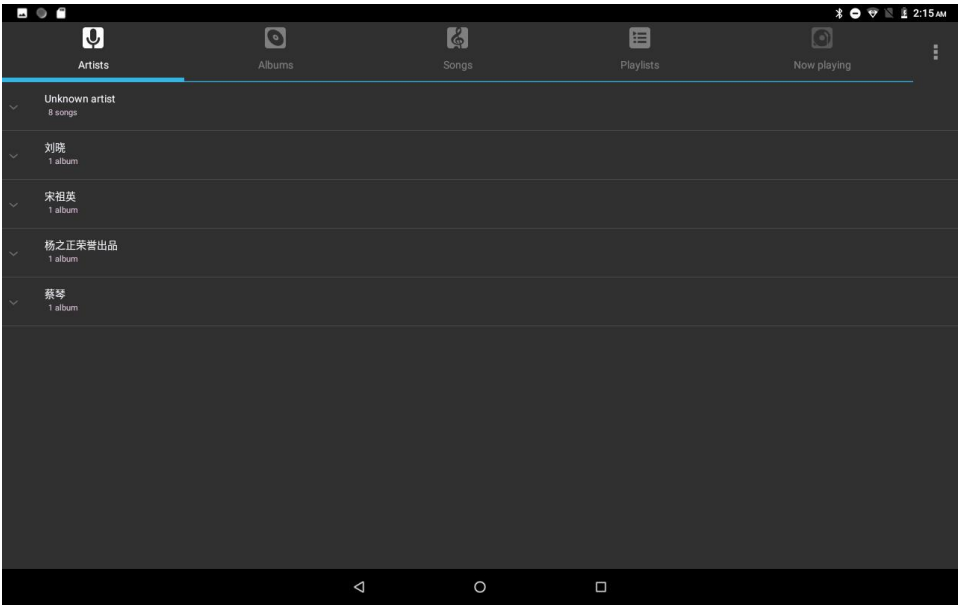 2:15 AM
Artists
Albums
Songs
Playlists
Now playing
Unknown artist
8 songs
刘晓
1 album
宋祖英
1 album
杨之正荣誉出品
1 album
蔡琴
1 album